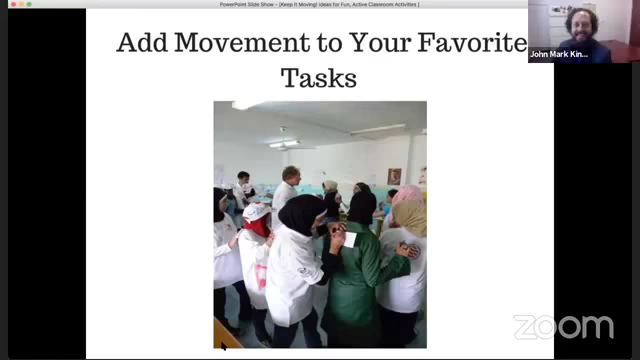 PowerPoint Slide Show - [Keep It Moving! Ideas for Fun, Active Classroom Activities ]
Add Movement to Your Favorite
Tasks
John Mark Kin...
zoom